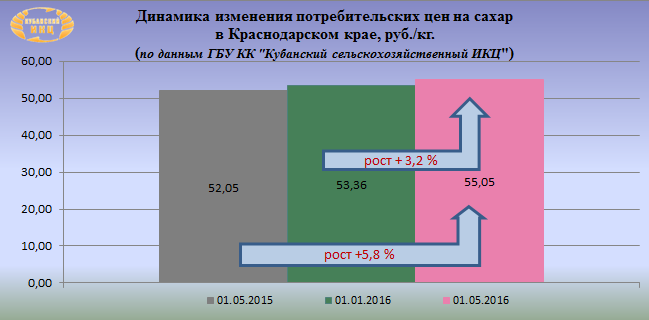 КУБАНСКИЙ
ИКЦ
Динамика изменения потребительских цен на сахар
в Краснодарском крае, руб./кг.
(по данным ГБУ КК "Кубанский сельскохозяйственный ИКЦ")
60,00
50,00
40,00
30,00
20,00
10,00
0,00
рост + 3,2 %
52,05
53,36
55,05
рост +5,8 %
01.05.2015
01.01.2016
01.05.2016